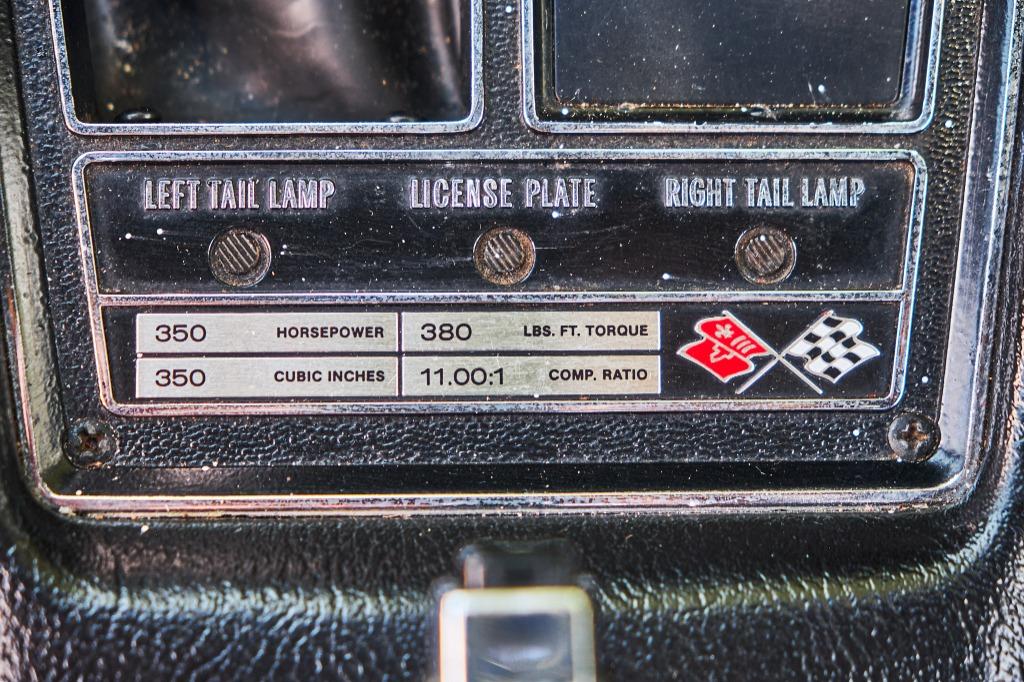 LEFT TAIL LAMP LICENSE PLATE RIGHT TAIL LAMP
350 HORSEPOWER 380 LBS. FT. TORQUE
350 CUBIC INCHES 11.00:1 COMP. RATIO